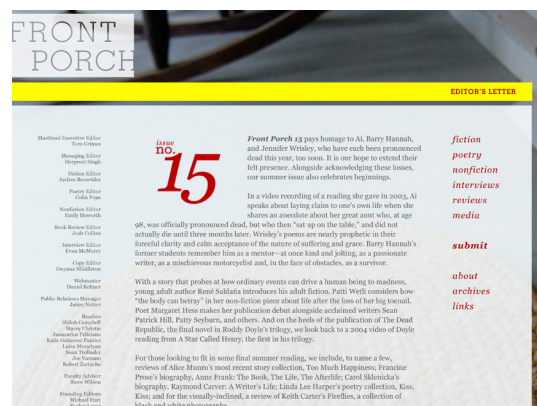 FRONT
PORCH
EDITOR'S LETTER
Masthead Executive Editor
Tom Grimes
Managing Editor
Herpreet Singh
Fiction Editor
Andres Benavides
Poetry Editor
Colin Pope
Nonfiction Editor
Emily Howorth
Book Review Editor
Josh Collins
Interview Editor
Evan McMurry
Copy Editor
Gwynne Middleton
Webmaster
Daniel Keltner
Public Relations Manager
Jaime Netzer
Readers
Shiloh Campbell
Stacey Christie
Juancarlos Feliciano
Katie Gutierrez Painter
Luisa Muradyan
Sean Trolinder
Joe Vastano
Robert Zurische
Faculty Advisor
Steve Wilson
Founding Editors
issue
no.
15
Front Porch 15 pays homage to Ai, Barry Hannah,
and Jennifer Wrisley, who have each been pronounced
dead this year, too soon. It is our hope to extend their
felt presence. Alongside acknowledging these losses,
our summer issue also celebrates beginnings.
In a video recording of a reading she gave in 2003, Ai
speaks about laying claim to one's own life when she
shares an anecdote about her great aunt who, at age
98, was officially pronounced dead, but who then "sat up on the table," and did not
actually die until three months later. Wrisley's poems are nearly prophetic in their
forceful clarity and calm acceptance of the nature of suffering and grace. Barry Hannah's
former students remember him as a mentor—at once kind and jolting, as a passionate
writer, as a mischievous motorcyclist and, in the face of obstacles, as a survivor.
With a story that probes at how ordinary events can drive a human being to madness,
young adult author René Saldaña introduces his adult fiction. Patti Wetli considers how
"the body can betray" in her non-fiction piece about life after the loss of her big toenail.
Poet Margaret Hess makes her publication debut alongside acclaimed writers Sean
Patrick Hill, Patty Seyburn, and others. And on the heels of the publication of The Dead
Republic, the final novel in Roddy Doyle's trilogy, we look back to a 2004 video of Doyle
reading from A Star Called Henry, the first in his trilogy.
For those looking to fit in some final summer reading, we include, to name a few,
reviews of Alice Munro's most recent story collection, Too Much Happiness; Francine
Prose's biography, Anne Frank: The Book, The Life, The Afterlife; Carol Sklenicka's
biography, Raymond Carver: A Writer's Life; Linda Lee Harper's poetry collection, Kiss,
Kiss; and for the visually-inclined, a review of Keith Carter's Fireflies, a collection of
black and white photographs.
fiction
poetry
nonfiction
interviews
reviews
media
submit
about
archives
links